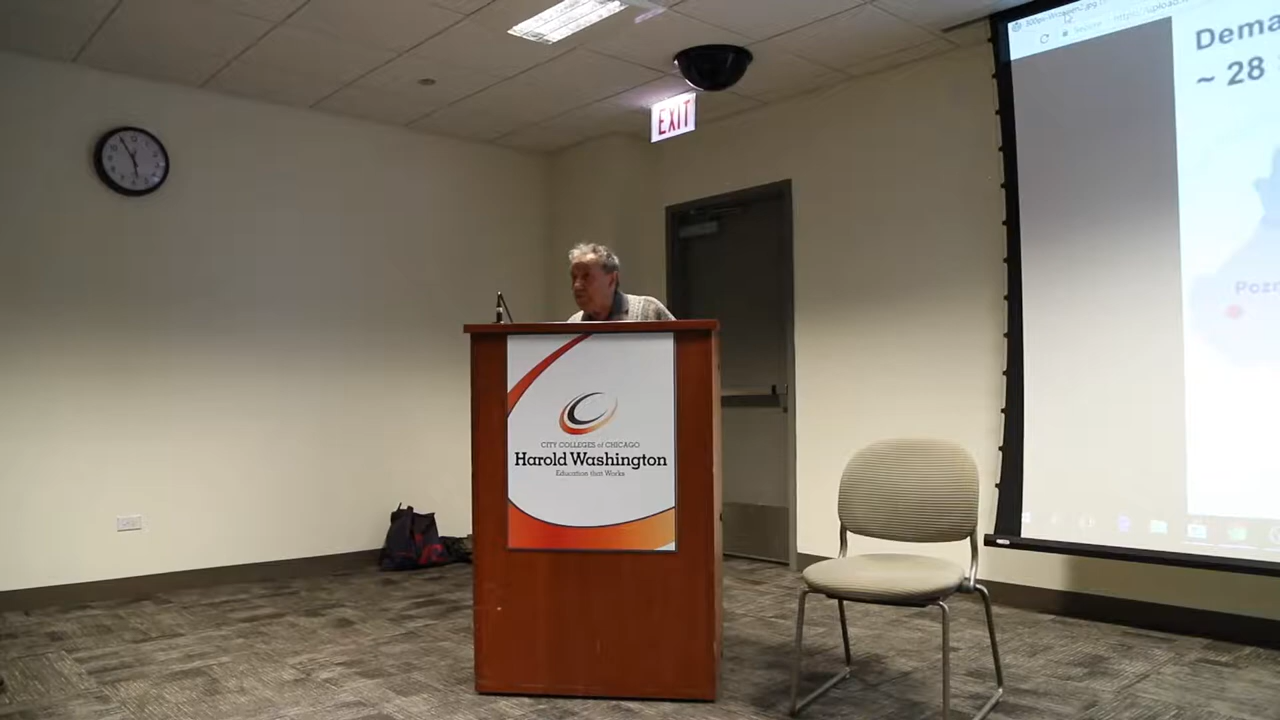 EXIT
Dema
~ 28
Pozn
CITY COLLEGES of CHICAGO
Harold Washington
Education that Works